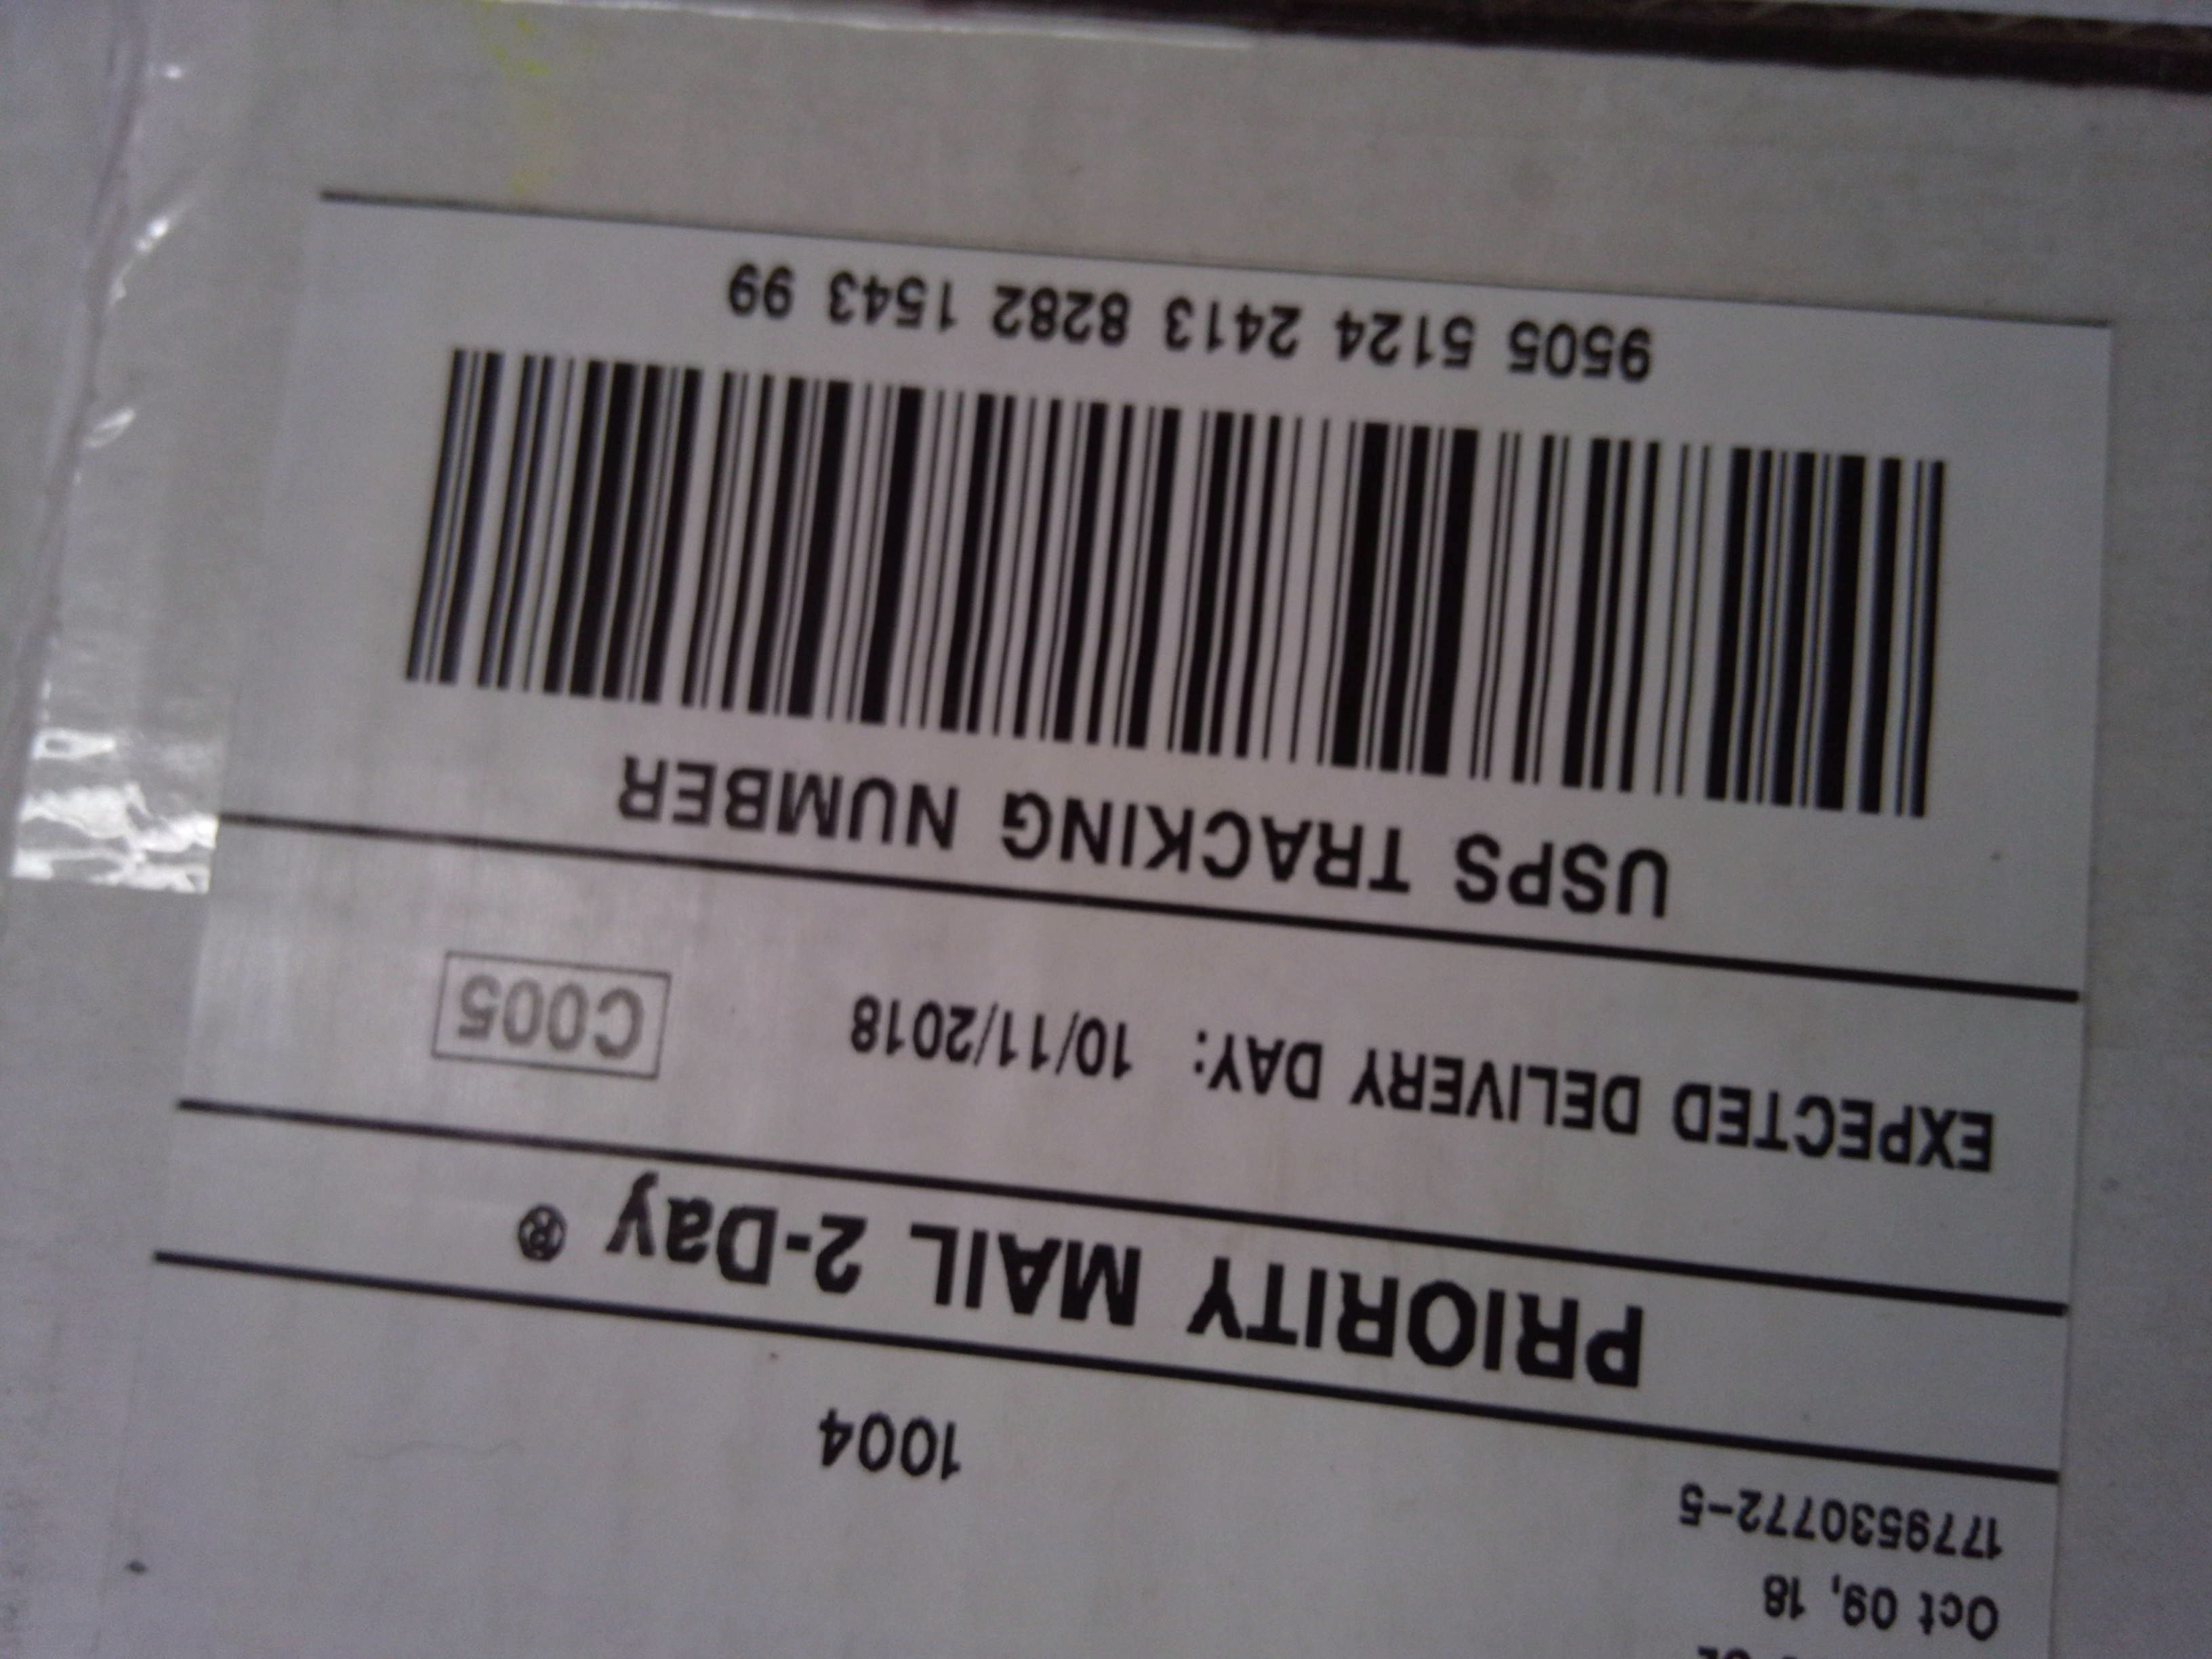 Oct 09, 18
1779530772-5
1004
PRIORITY MAIL 2-Day ®
EXPECTED DELIVERY DAY: 10/11/2018
C005
USPS TRACKING NUMBER
9505 5124 2413 8282 1543 99